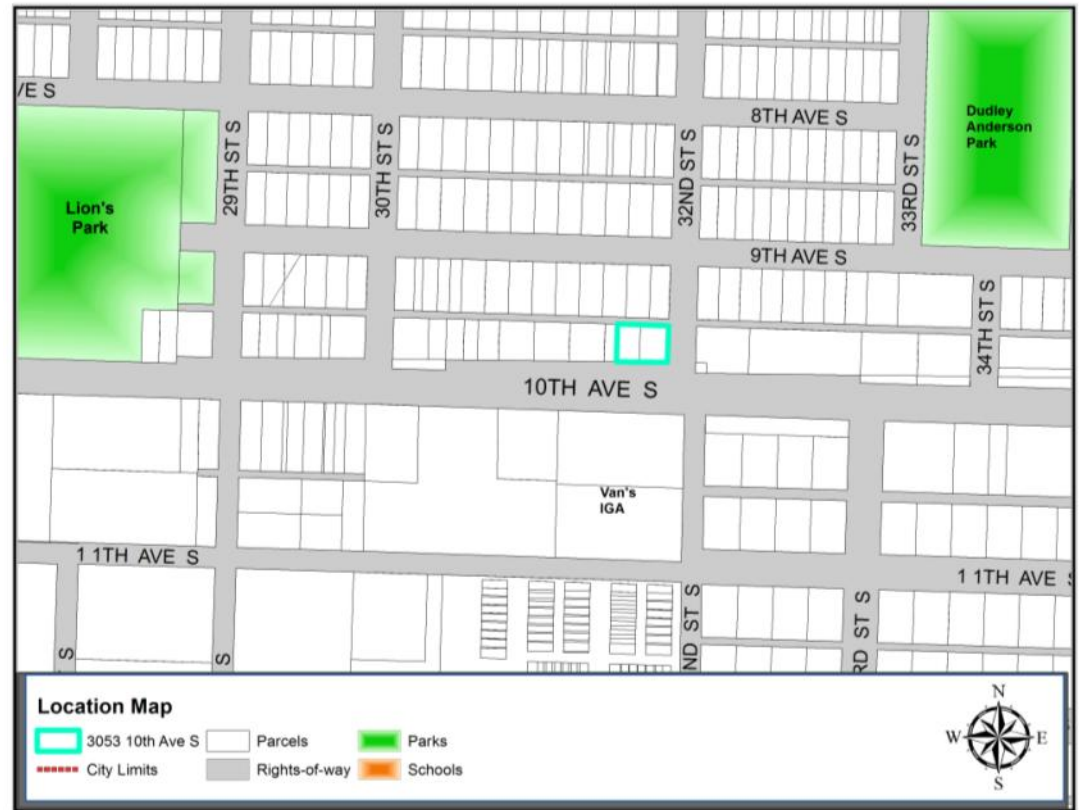 VE S
8TH AVE S
Dudley
Anderson
Park
29TH ST S
30TH ST S
32ND ST S
33RD ST S
Lion's
Park
9TH AVE S
34TH ST S
10TH AVE S
Van's
IGA
1 1TH AVE S
1 1TH AVE S
S
S
ND ST S
RD ST S
Location Map
3053 10th Ave S
Parcels
Parks
City Limits
Rights-of-way
Schools
N
W
E
S